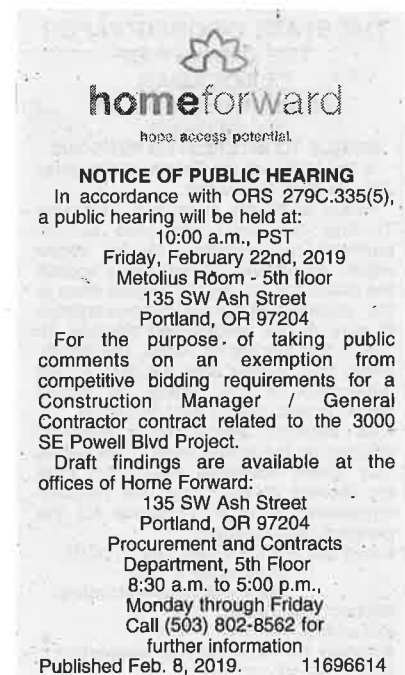 homeforward
hope. access. potential.
NOTICE OF PUBLIC HEARING
In accordance with ORS 279C.335(5),
a public hearing will be held at:
10:00 a.m., PST
Friday, February 22nd, 2019
Metolius Room - 5th floor
135 SW Ash Street
Portland, OR 97204
For the purpose of taking public
comments on an exemption from
competitive bidding requirements for a
Construction Manager / General
Contractor contract related to the 3000
SE Powell Blvd Project.
Draft findings are available at the
offices of Home Forward:
135 SW Ash Street
Portland, OR 97204
Procurement and Contracts
Department, 5th Floor
8:30 a.m. to 5:00 p.m.,
Monday through Friday
Call (503) 802-8562 for
further information
Published Feb. 8, 2019. 11696614